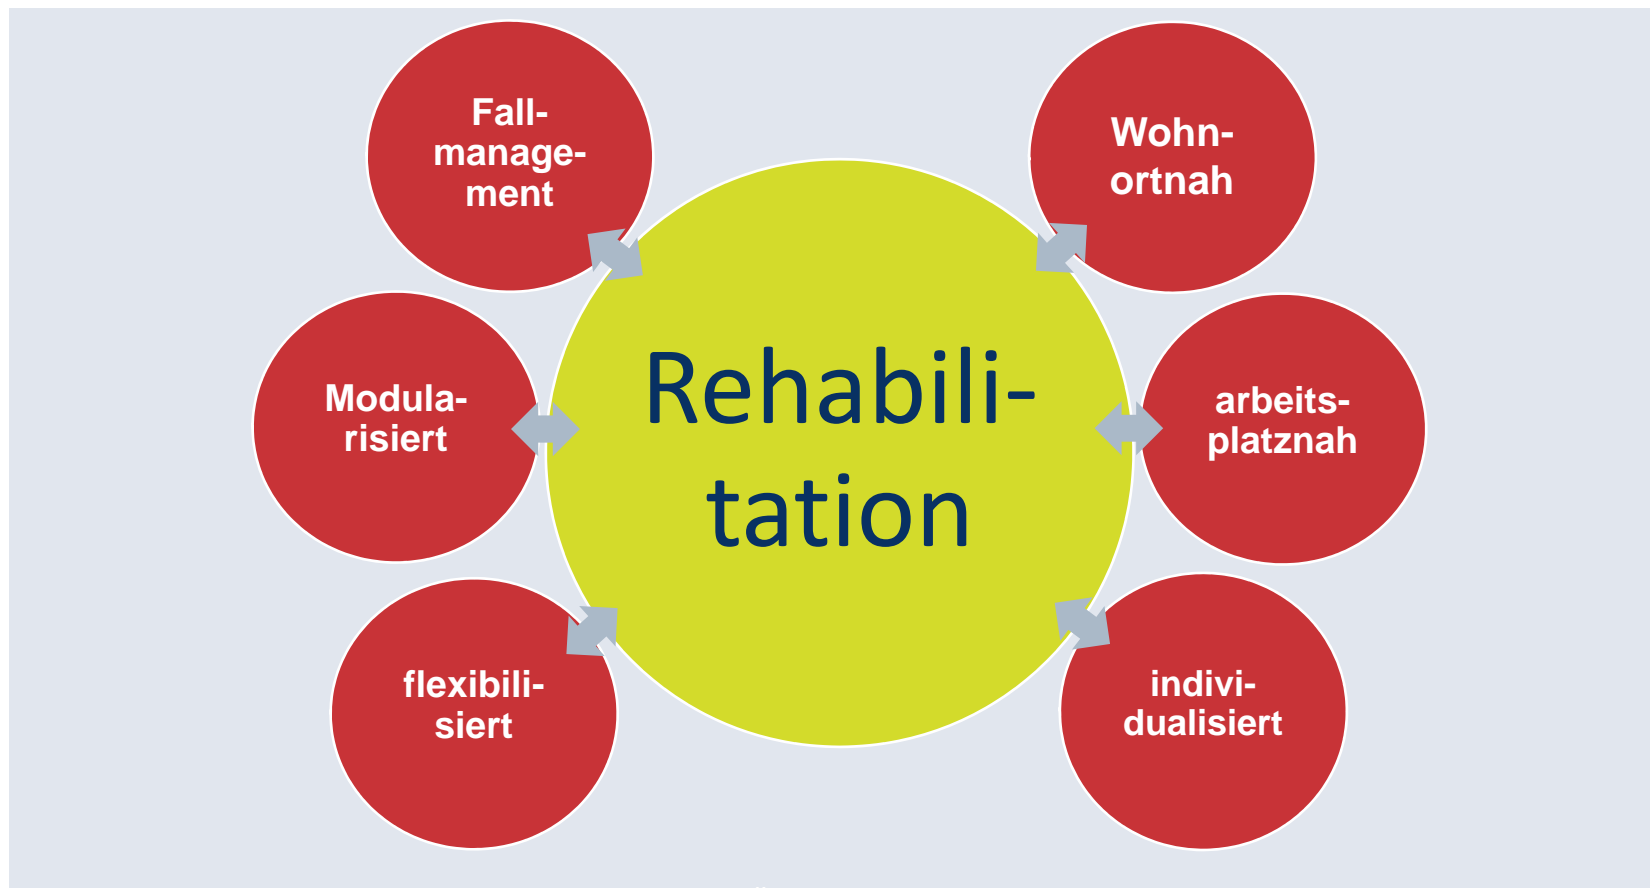 Fall-
manage-
ment
Wohn-
ortnah
Rehabili-
tation
Modula-
risiert
arbeits-
platznah
flexibili-
siert
indivi-
dualisiert